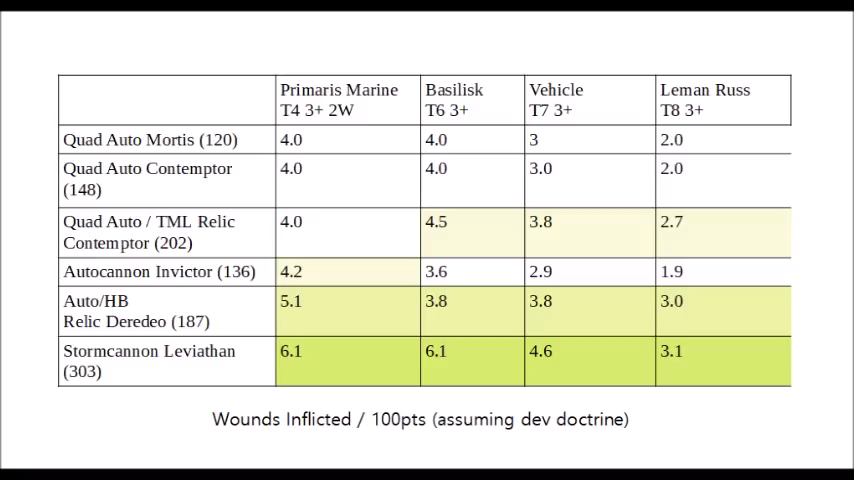 Primaris Marine Basilisk Vehicle Leman Russ
T4 3+ 2W T6 3+ T7 3+ T8 3+
Quad Auto Mortis (120) 4.0 4.0 3 2.0
Quad Auto Contemptor 4.0 4.0 3.0 2.0
(148)
Quad Auto / TML Relic 4.0 4.5 3.8 2.7
Contemptor (202)
Autocannon Invictor (136) 4.2 3.6 2.9 1.9
Auto/HB 5.1 3.8 3.8 3.0
Relic Deredeo (187)
Stormcannon Leviathan 6.1 6.1 4.6 3.1
(303)
Wounds Inflicted / 100pts (assuming dev doctrine)